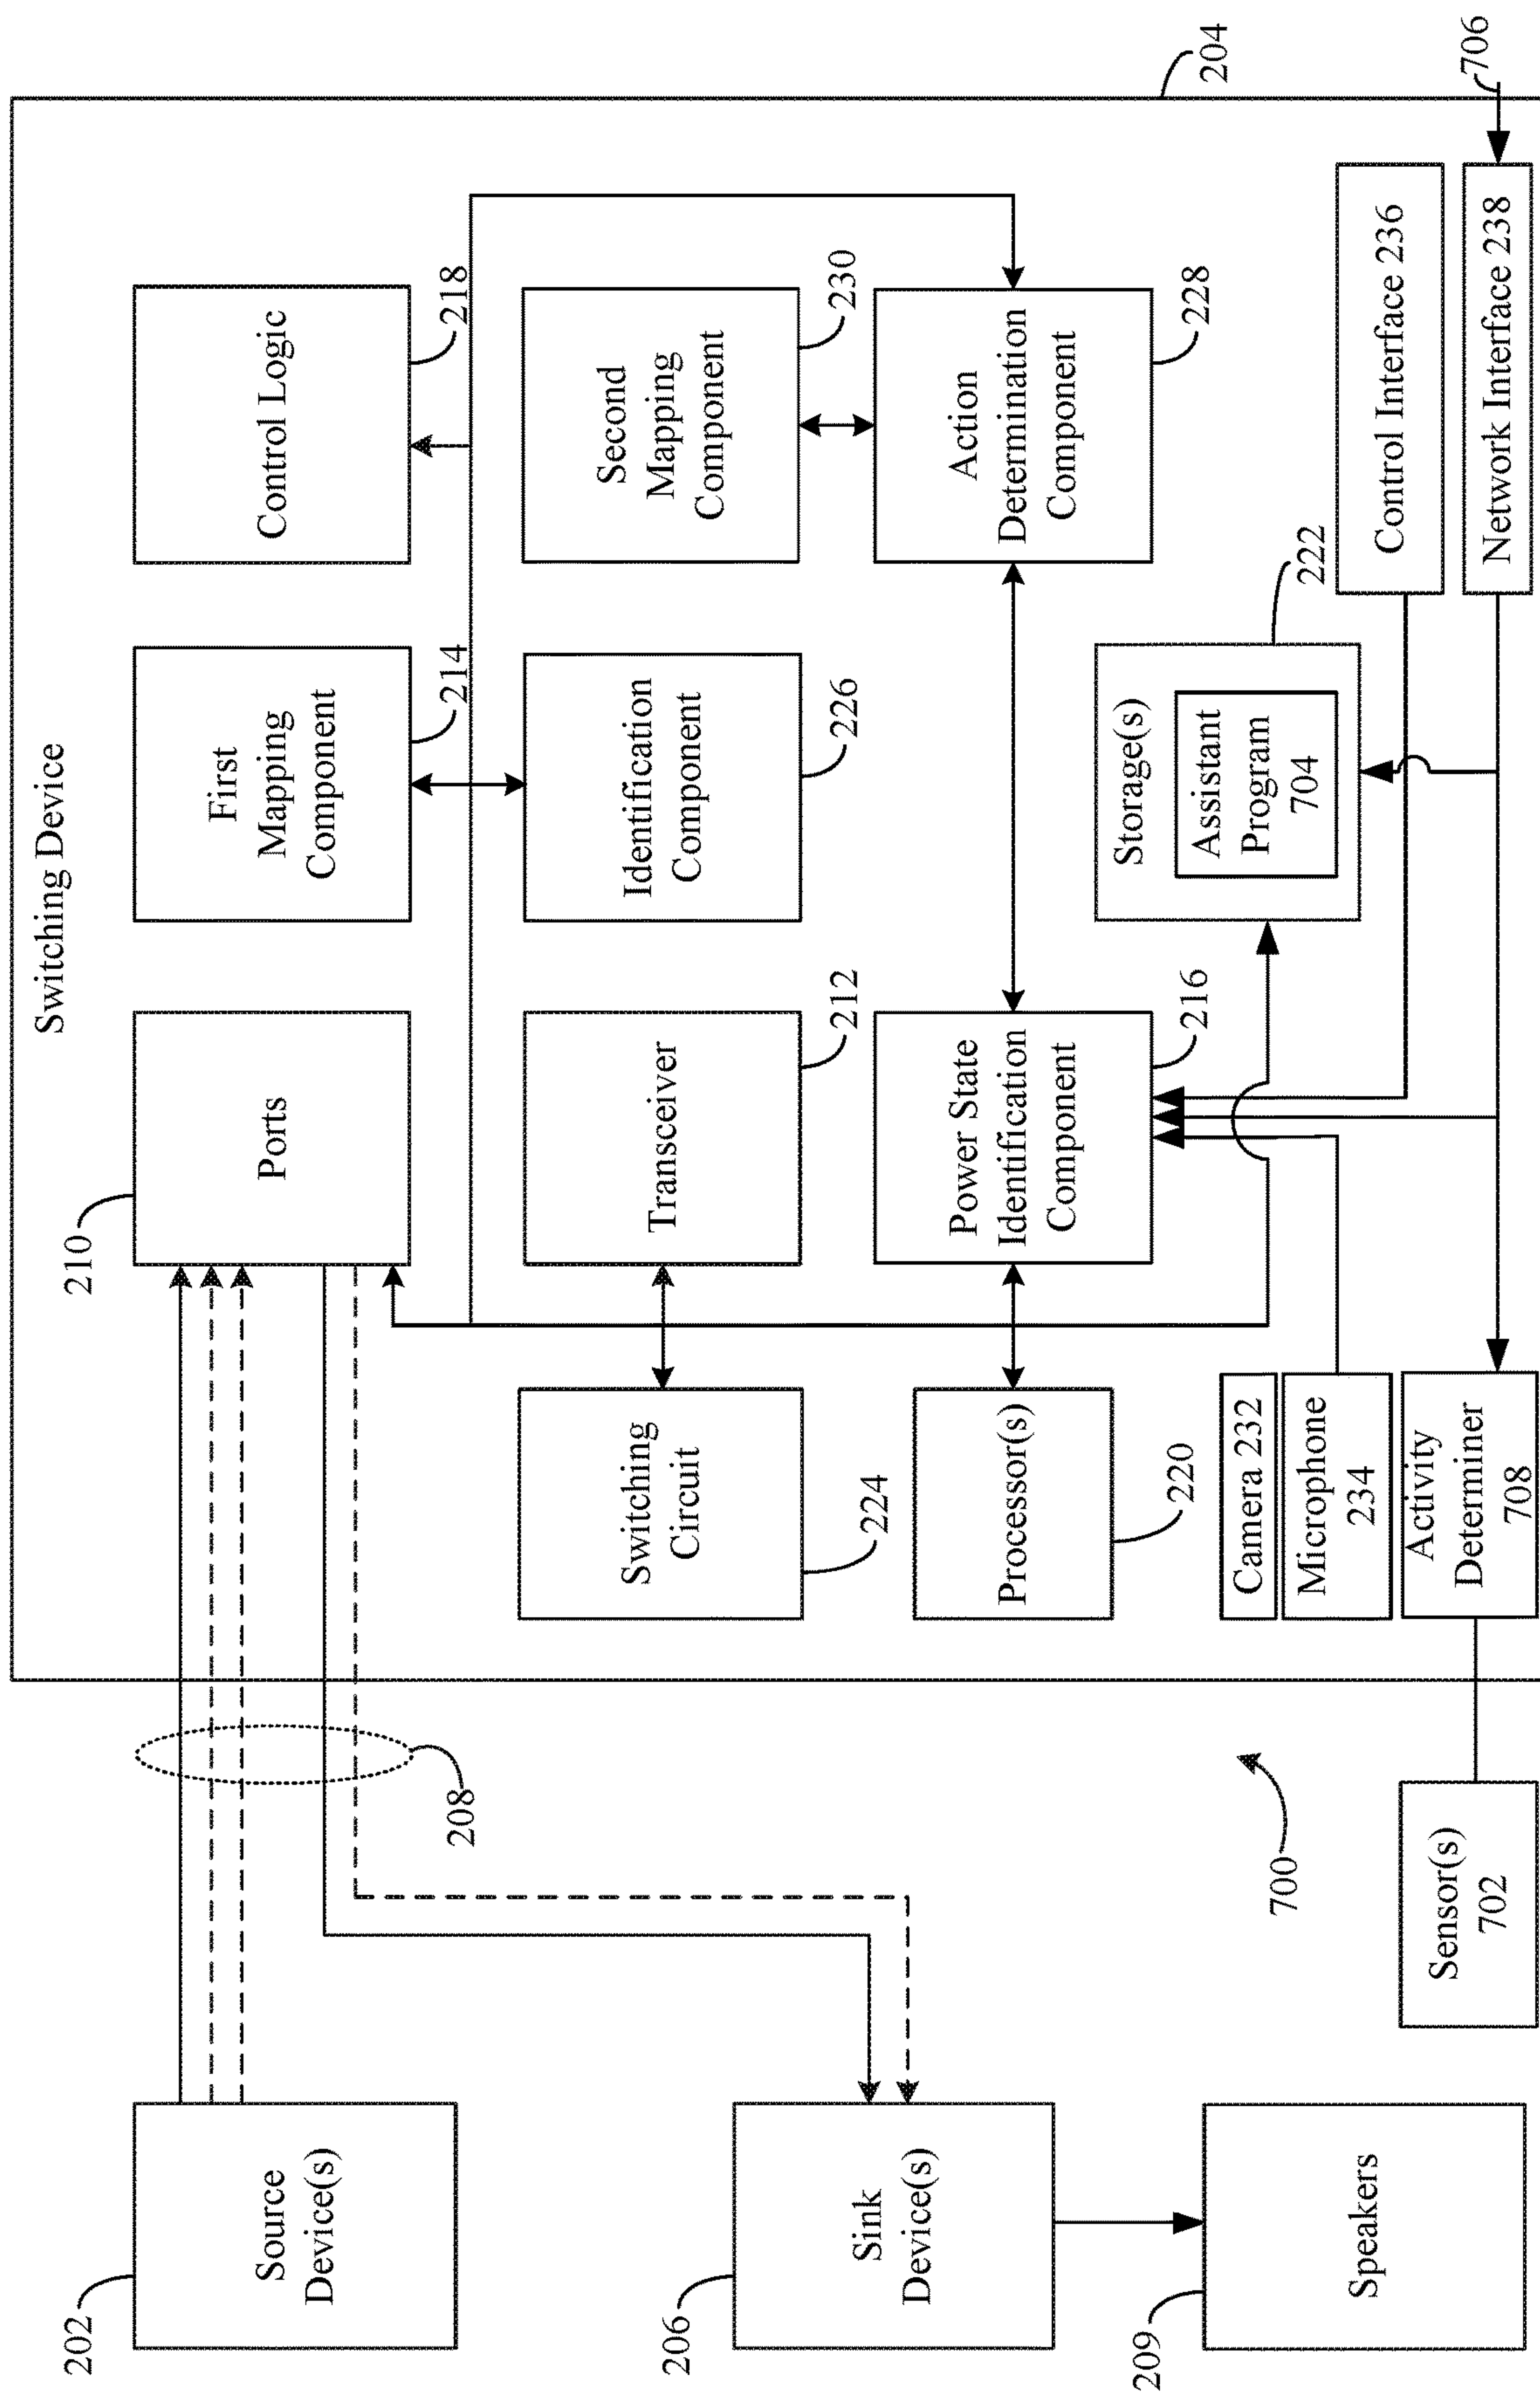 Switching Device
204
706
210
Ports
First
Mapping
Component
214
Control Logic
218
202
Source
Device(s)
208
Switching
Circuit
224
Transceiver
212
Identification
Component
226
Second
Mapping
Component
230
206
Sink
Device(s)
Processor(s)
220
Power State
Identification
Component
216
Action
Determination
Component
228
Storage(s)
Assistant
Program
704
222
209
Speakers
700
Camera 232
Microphone
234
Control Interface 236
Sensor(s)
702
Activity
Determiner
708
Network Interface 238